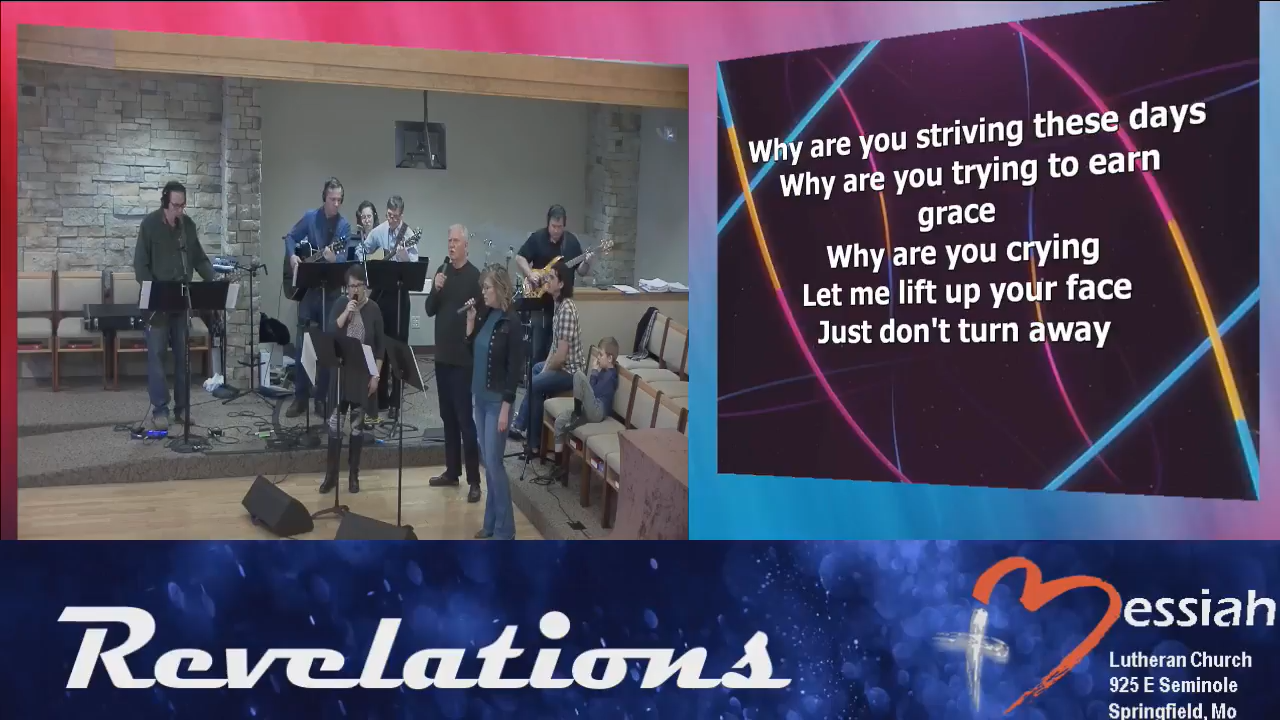 Why are you striving these days
Why are you trying to earn
grace
Why are you crying
Let me lift up your face
Just don't turn away
Revelations
Messiah
Lutheran Church
925 E Seminole
Springfield, Mo